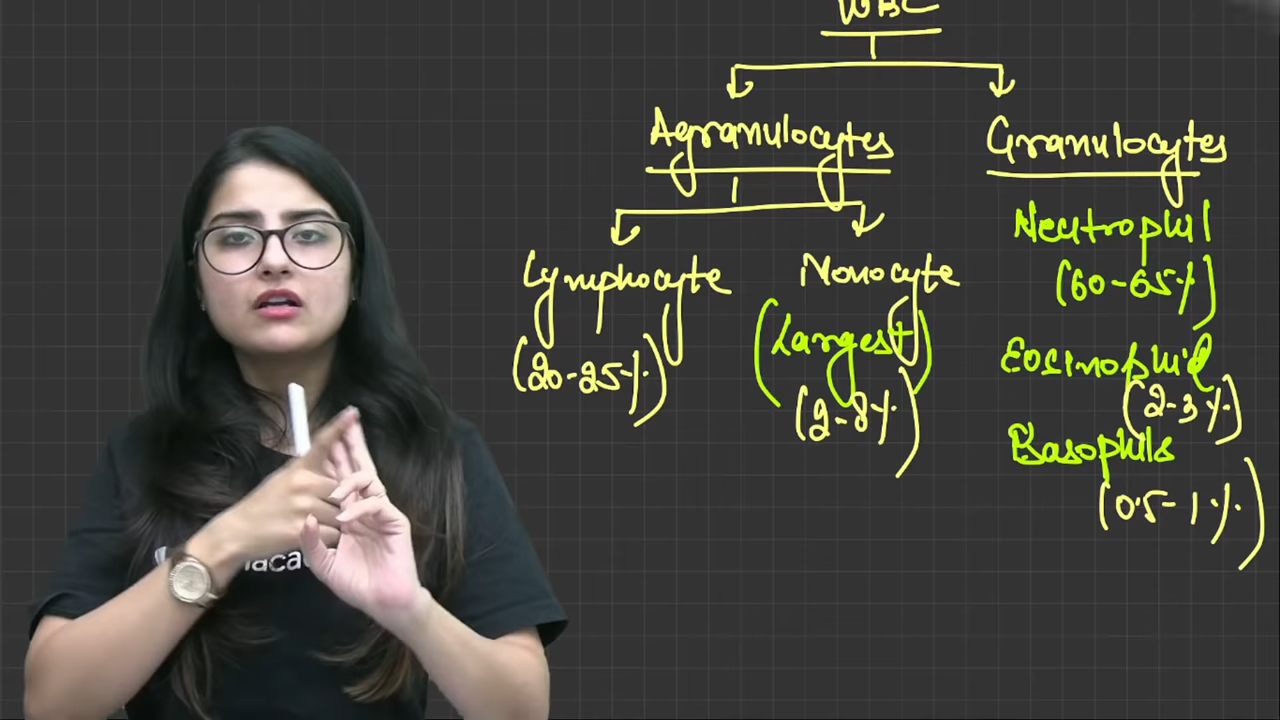 WBC
Agranulocytes Granulocytes
Lymphocyte
(20-25%)
Monocyte
(Largest)
(2-8%)
Neutrophil
(60-65%)
Eosinophil
(2-3%)
Basophils
(0.5-1%)